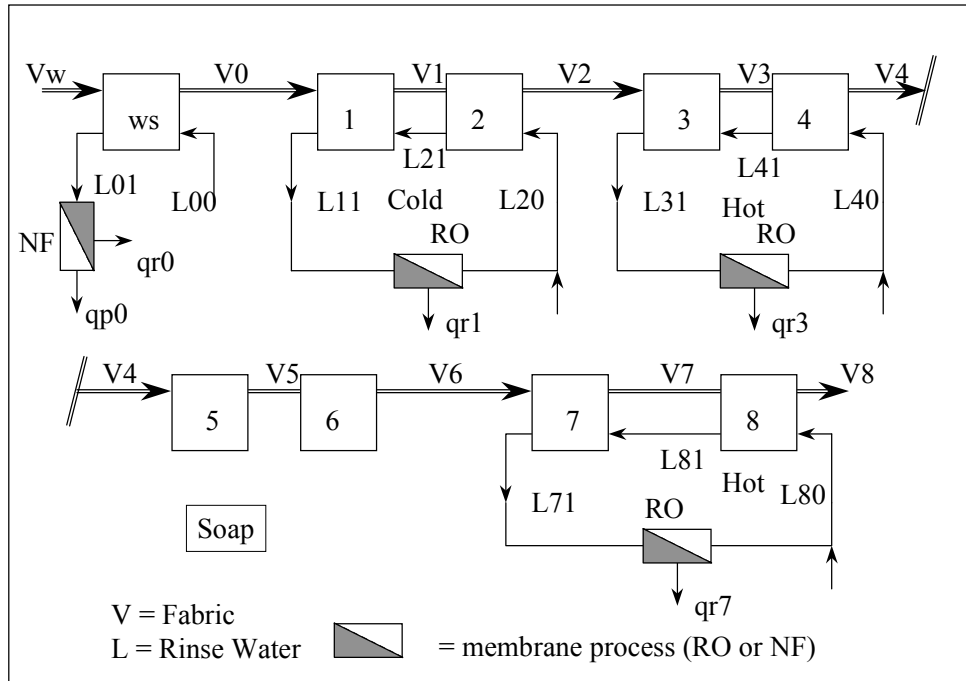 Vw V0 V1 V2 V3 V4
ws 1 2 3 4
L21 L41
L01 L00 L11 Cold L20 L31 Hot L40
NF RO RO
qr0
qp0 qr1 qr3
V4 V5 V6 V7 V8
5 6 7 8
L81
Hot
L71 L80
RO
Soap
qr7
V = Fabric
L = Rinse Water = membrane process (RO or NF)